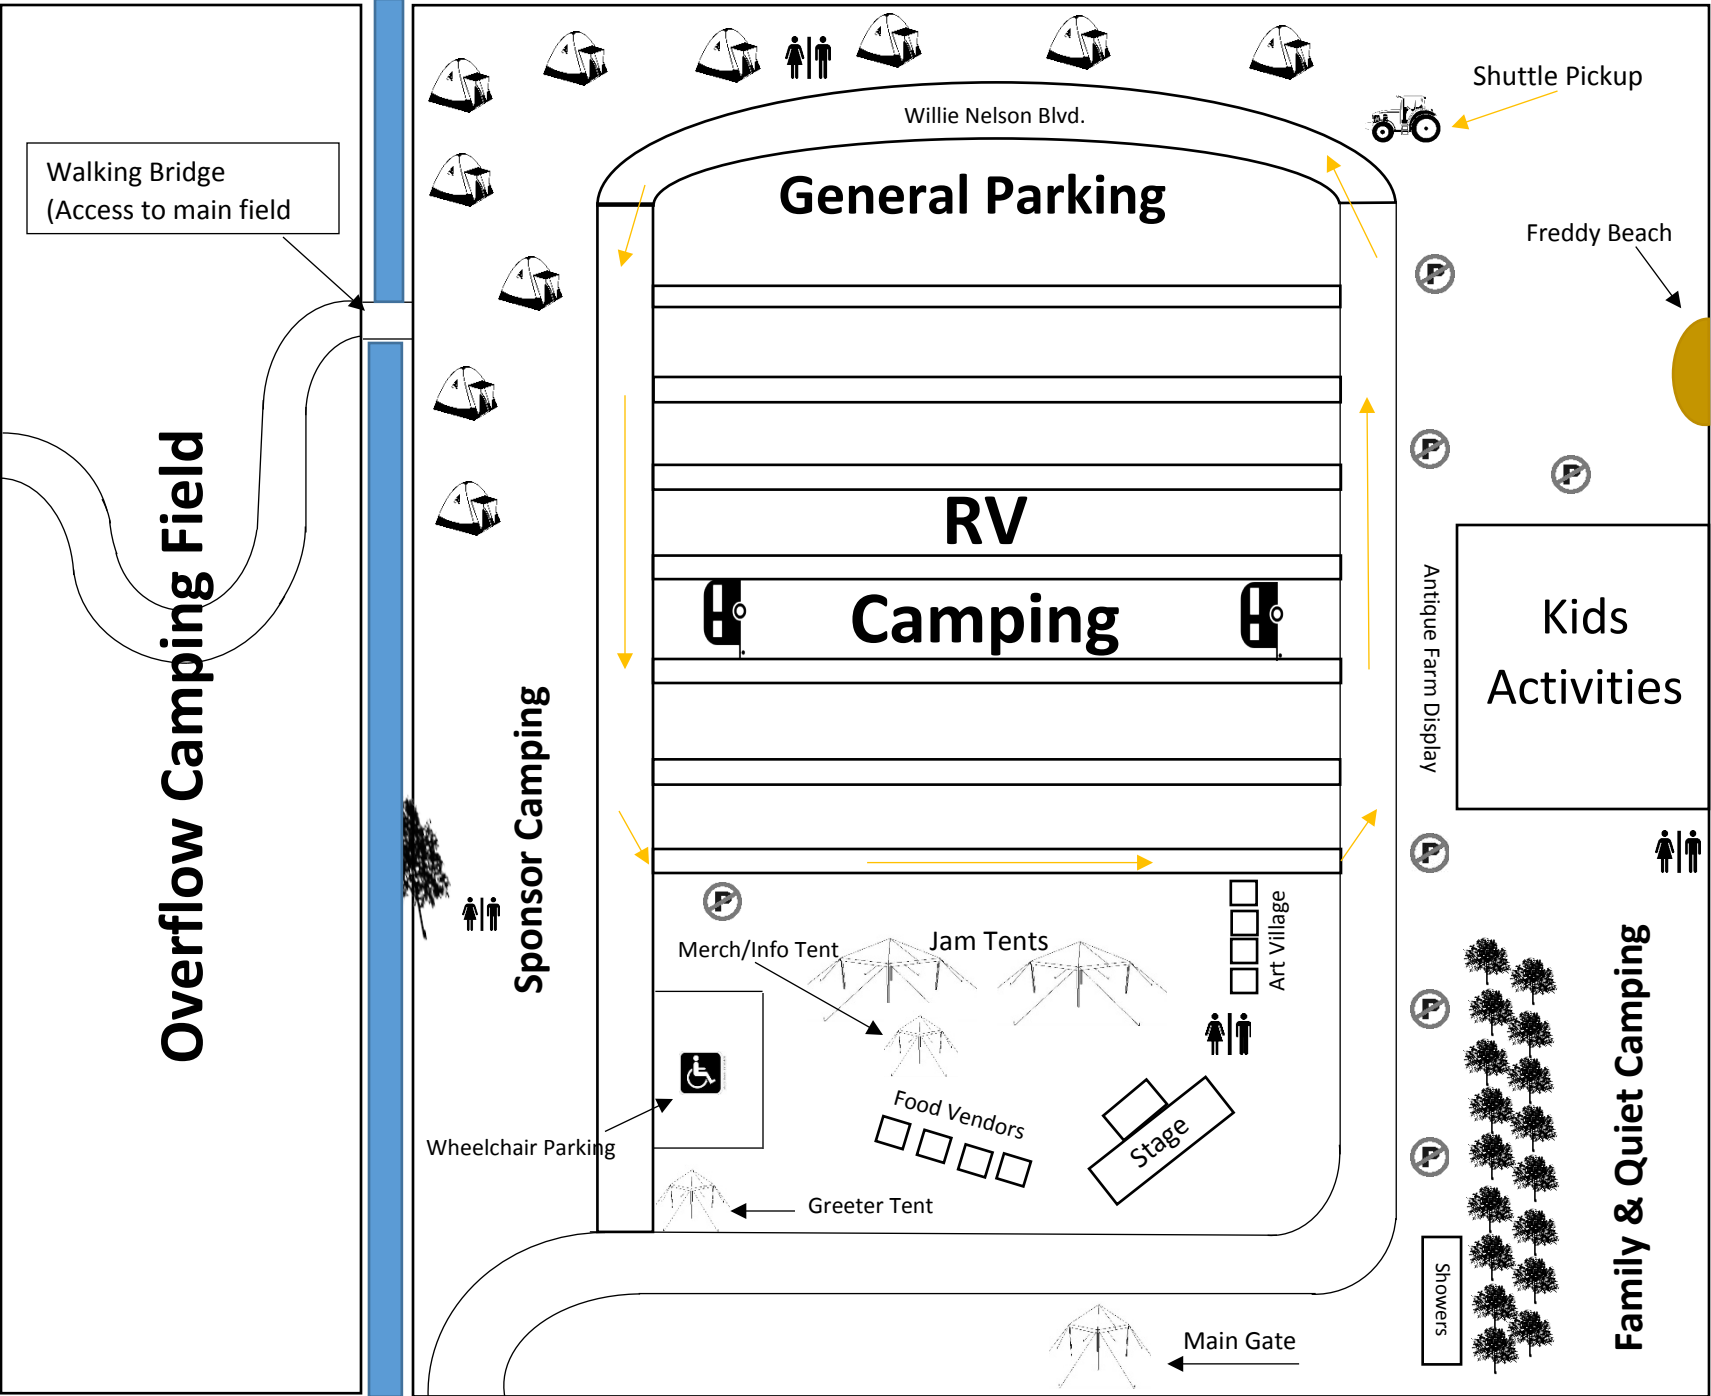 Shuttle Pickup
Willie Nelson Blvd.
Walking Bridge
(Access to main field
General Parking
Freddy Beach
P
P
P
RV
Camping
Antique Farm Display
Kids
Activities
Overflow Camping Field
Sponsor Camping
P
P
Art Village
Jam Tents
Merch/Info Tent
P
Family & Quiet Camping
Food Vendors
Stage
Wheelchair Parking
P
Greeter Tent
Showers
Main Gate